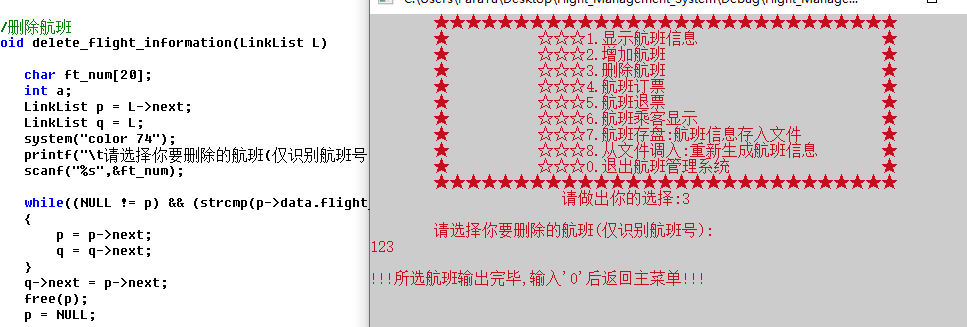 /删除航班
oid delete_flight_information(LinkList L)
char ft_num[20];
int a;
LinkList p = L->next;
LinkList q = L;
system("color 74");
printf("\t请选择你要删除的航班(仅识别航班号
scanf("%s",&ft_num);
while((NULL != p) && (strcmp(p->data.flight_
{
p = p->next;
q = q->next;
}
q->next = p->next;
free(p);
p = NULL;
★★★★★★★★★★★★★★★★★★★★★★★★★★★★★
★ ☆☆☆1.显示航班信息 ★
★ ☆☆☆2.增加航班 ★
★ ☆☆☆3.删除航班 ★
★ ☆☆☆4.航班订票 ★
★ ☆☆☆5.航班退票 ★
★ ☆☆☆6.航班乘客显示 ★
★ ☆☆☆7.航班存盘:航班信息存入文件 ★
★ ☆☆☆8.从文件调入:重新生成航班信息 ★
★ ☆☆☆0.退出航班管理系统 ★
★★★★★★★★★★★★★★★★★★★★★★★★★★★★★
请做出你的选择:3
请选择你要删除的航班(仅识别航班号):
123
!!!所选航班输出完毕,输入'0'后返回主菜单!!!